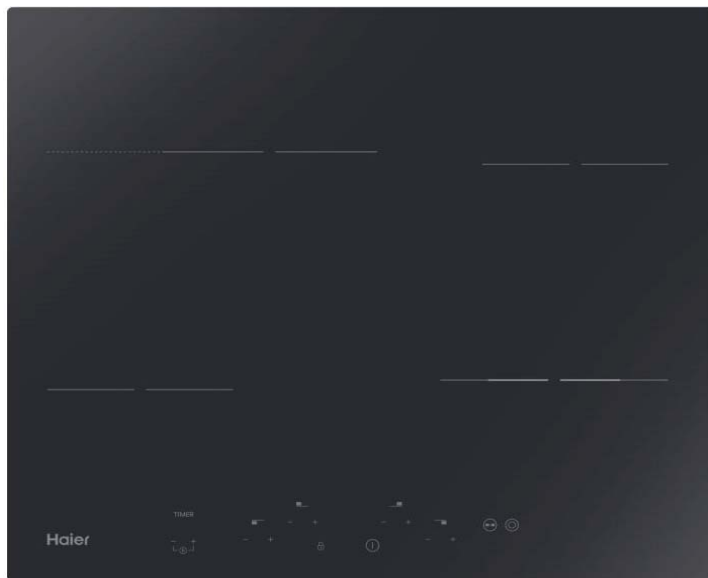 TIMER
− + − +
Haier
− + − + − + − +